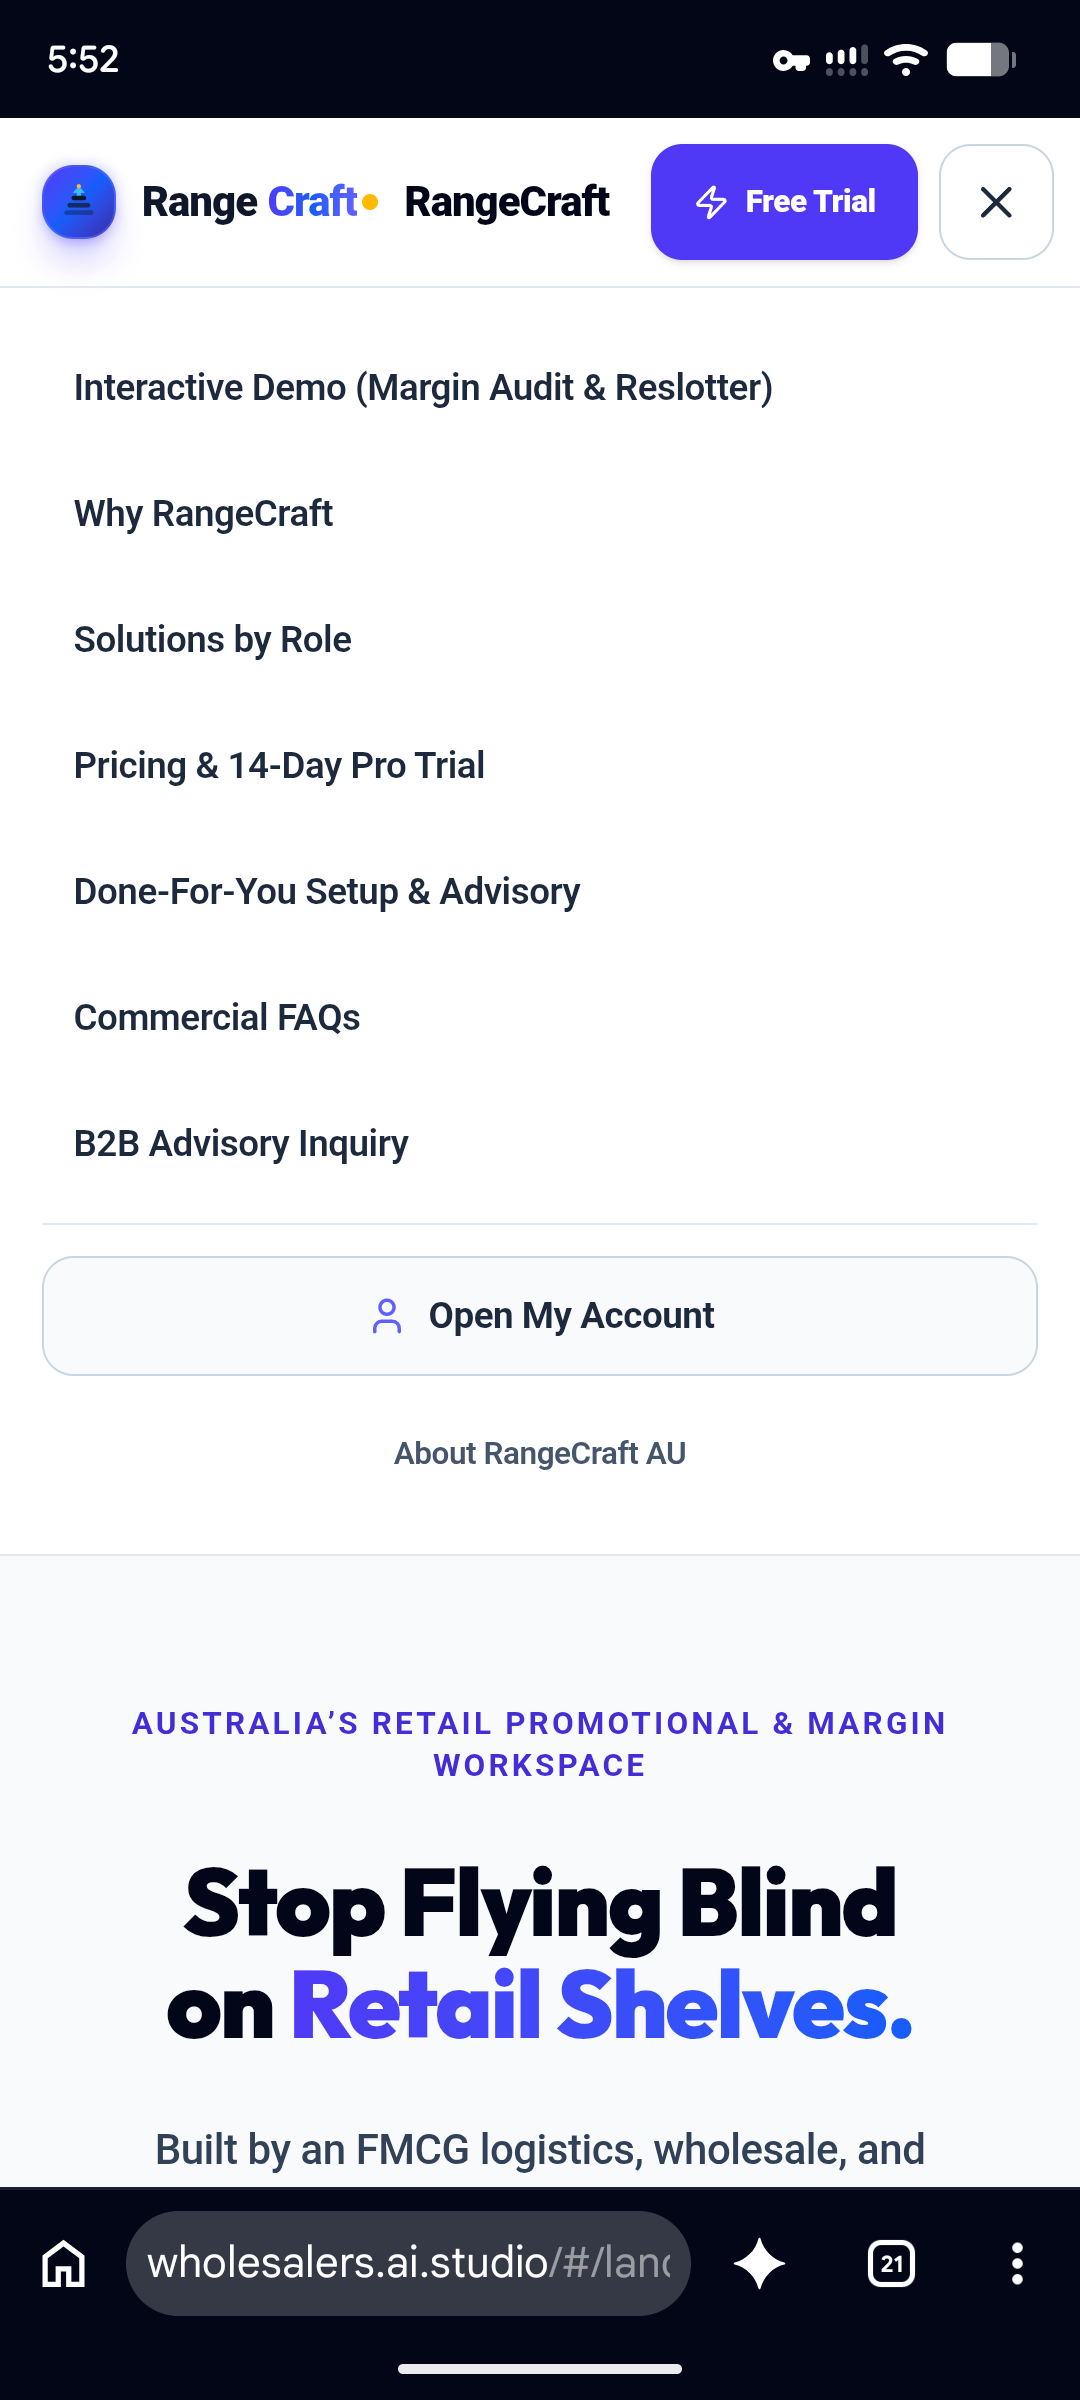 5:52
Range Craft RangeCraft Free Trial
Interactive Demo (Margin Audit & Reslotter)
Why RangeCraft
Solutions by Role
Pricing & 14-Day Pro Trial
Done-For-You Setup & Advisory
Commercial FAQs
B2B Advisory Inquiry
Open My Account
About RangeCraft AU
AUSTRALIA’S RETAIL PROMOTIONAL & MARGIN
WORKSPACE
Stop Flying Blind
on Retail Shelves.
Built by an FMCG logistics, wholesale, and
wholesalers.ai.studio/#/lan
21